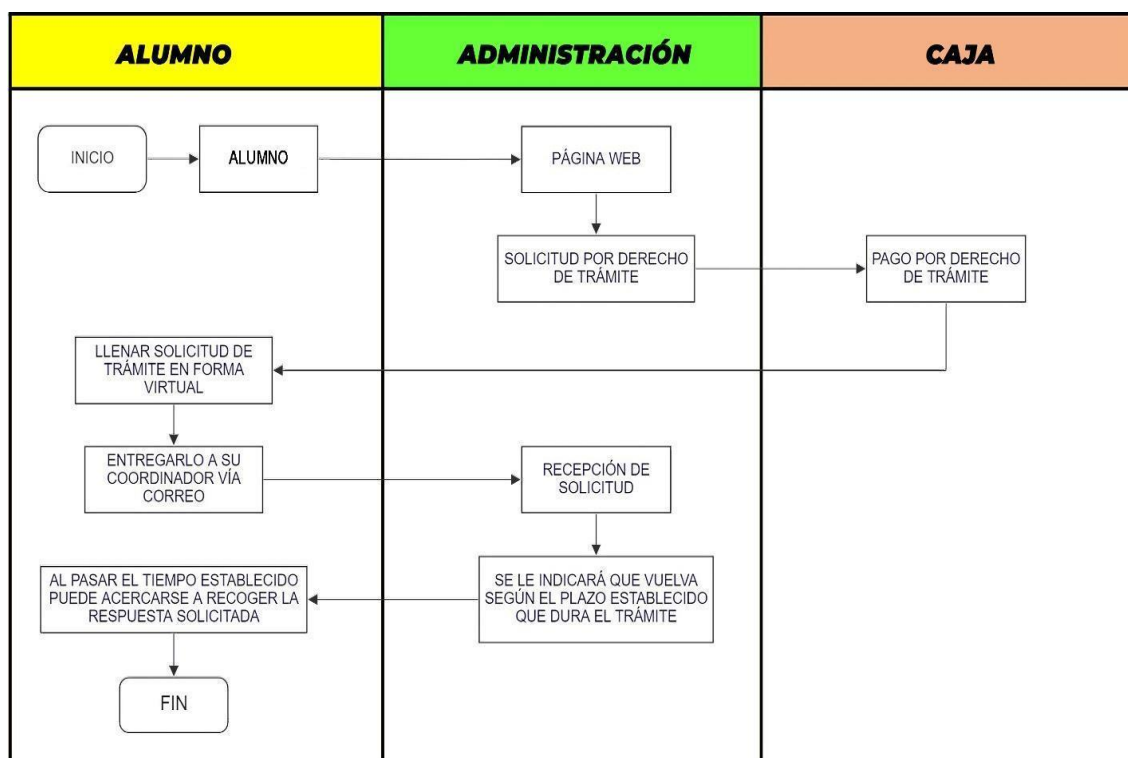 ALUMNO
ADMINISTRACIÓN
CAJA
INICIO
ALUMNO
PÁGINA WEB
SOLICITUD POR DERECHO
DE TRÁMITE
PAGO POR DERECHO
DE TRÁMITE
LLENAR SOLICITUD DE
TRÁMITE EN FORMA
VIRTUAL
ENTREGARLO A SU
COORDINADOR VÍA
CORREO
RECEPCIÓN DE
SOLICITUD
SE LE INDICARÁ QUE VUELVA
SEGÚN EL PLAZO ESTABLECIDO
QUE DURA EL TRÁMITE
AL PASAR EL TIEMPO ESTABLECIDO
PUEDE ACERCARSE A RECOGER LA
RESPUESTA SOLICITADA
FIN